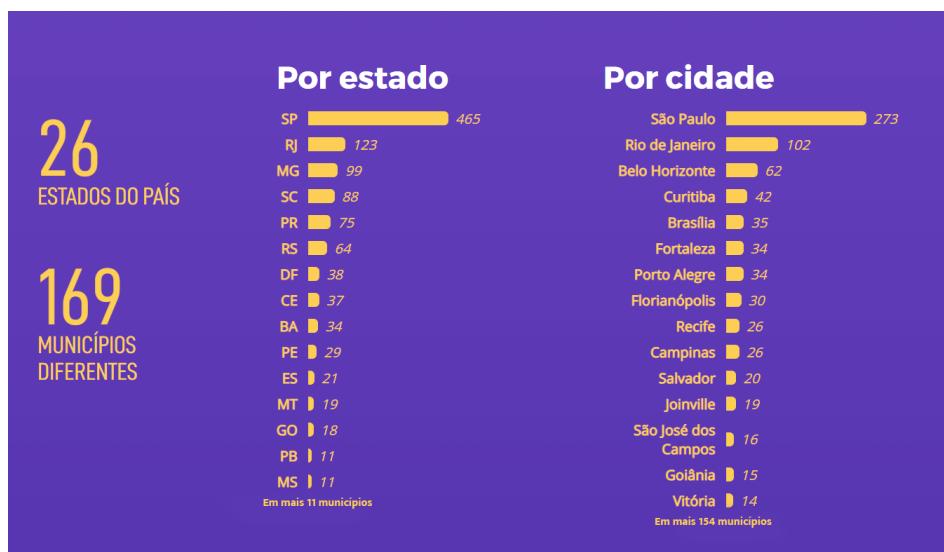 26
ESTADOS DO PAÍS
169
MUNICÍPIOS
DIFERENTES
Por estado
SP 465
RJ 123
MG 99
SC 88
PR 75
RS 64
DF 38
CE 37
BA 34
PE 29
ES 21
MT 19
GO 18
PB 11
MS 11
Em mais 11 municípios
Por cidade
São Paulo 273
Rio de Janeiro 102
Belo Horizonte 62
Curitiba 42
Brasília 35
Fortaleza 34
Porto Alegre 34
Florianópolis 30
Recife 26
Campinas 26
Salvador 20
Joinville 19
São José dos
Campos 16
Goiânia 15
Vitória 14
Em mais 154 municípios